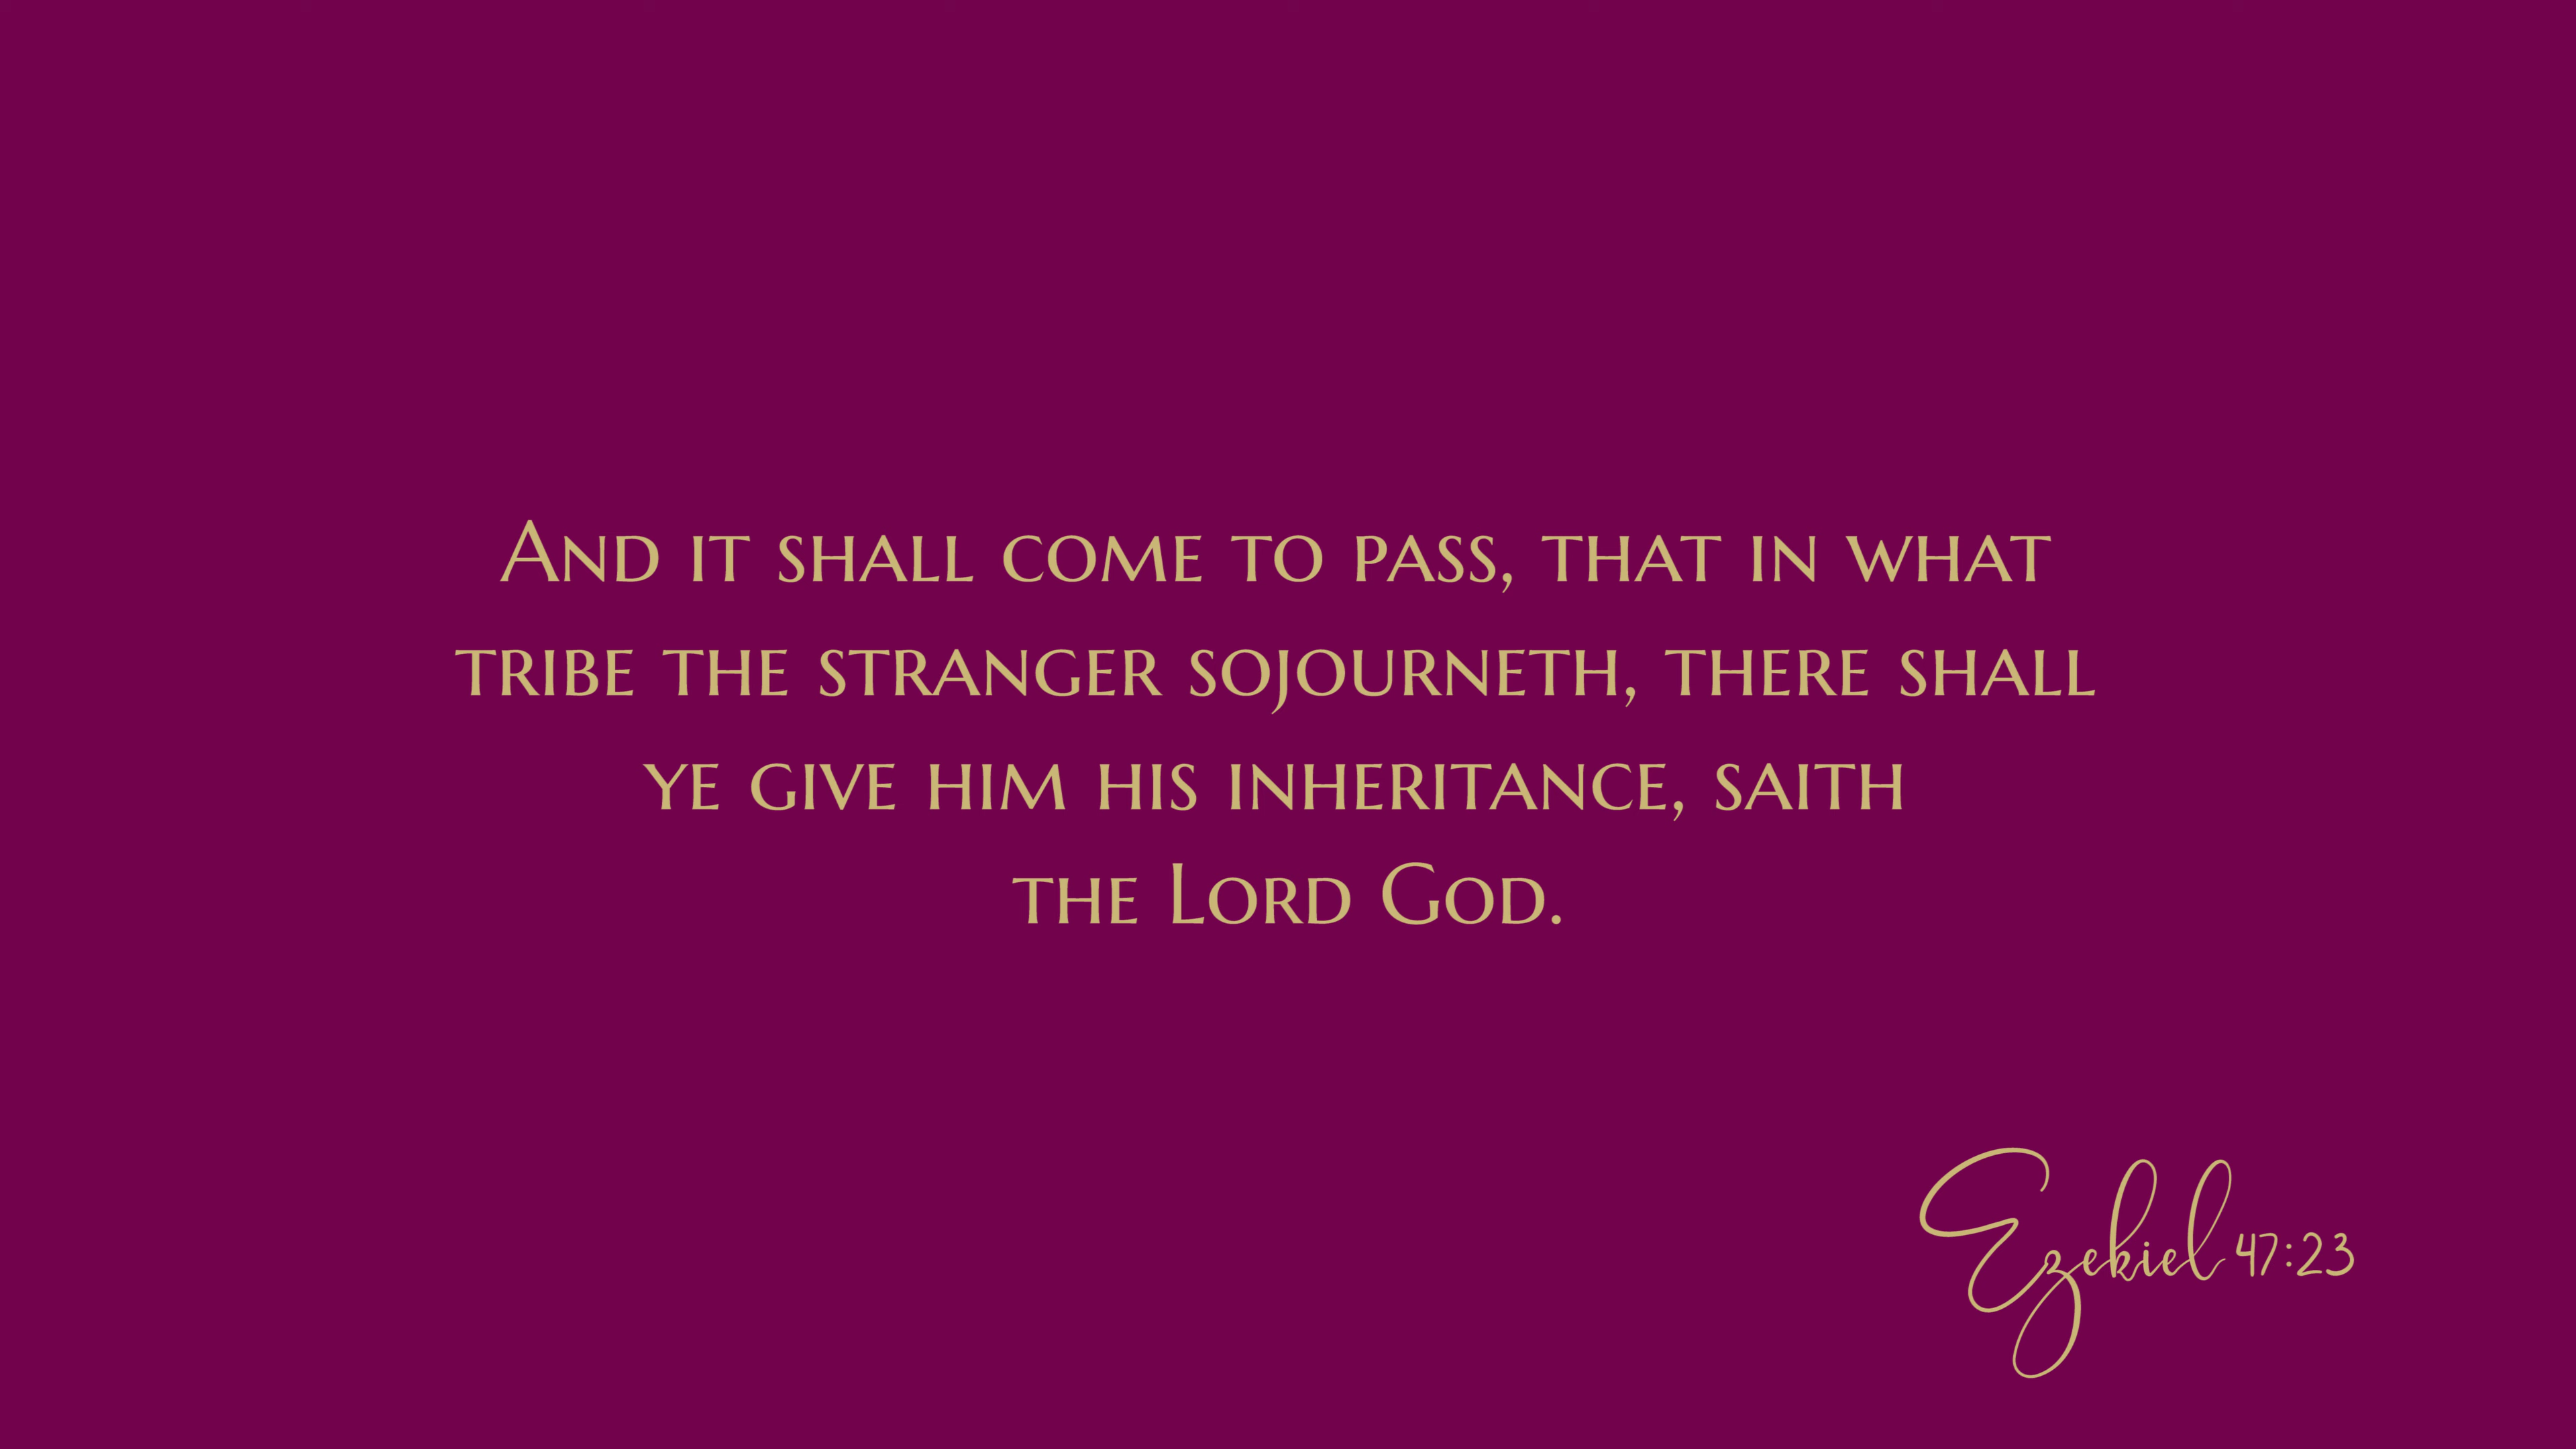 And it shall come to pass, that in what
tribe the stranger sojourneth, there shall
ye give him his inheritance, saith
the Lord God.
Ezekiel 47:23